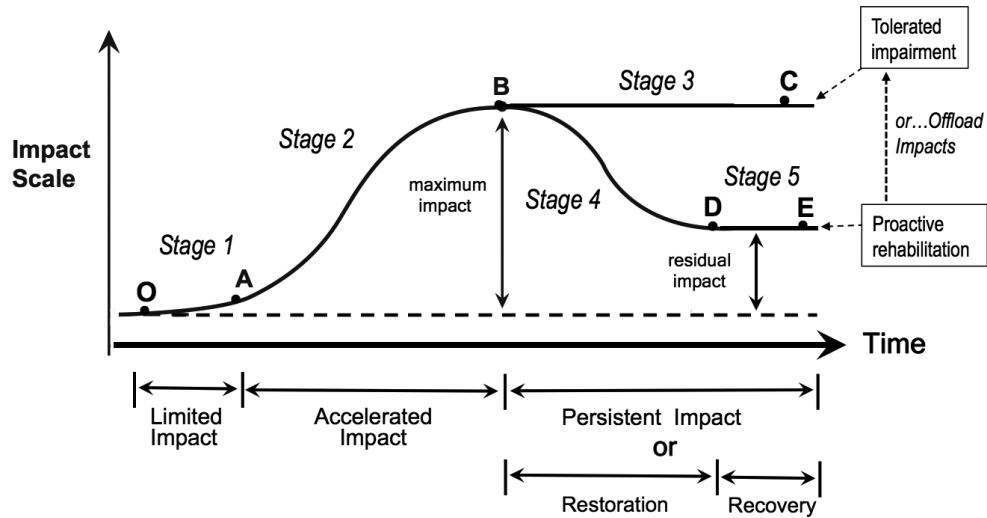 Tolerated
impairment
Stage 3
C
B
or...Offload
Impacts
Stage 2
Impact
Scale
maximum
impact
Stage 4
Stage 5
D
E
Proactive
rehabilitation
Stage 1
A
O
residual
impact
Time
Limited
Impact
Accelerated
Impact
Persistent Impact
or
Restoration
Recovery